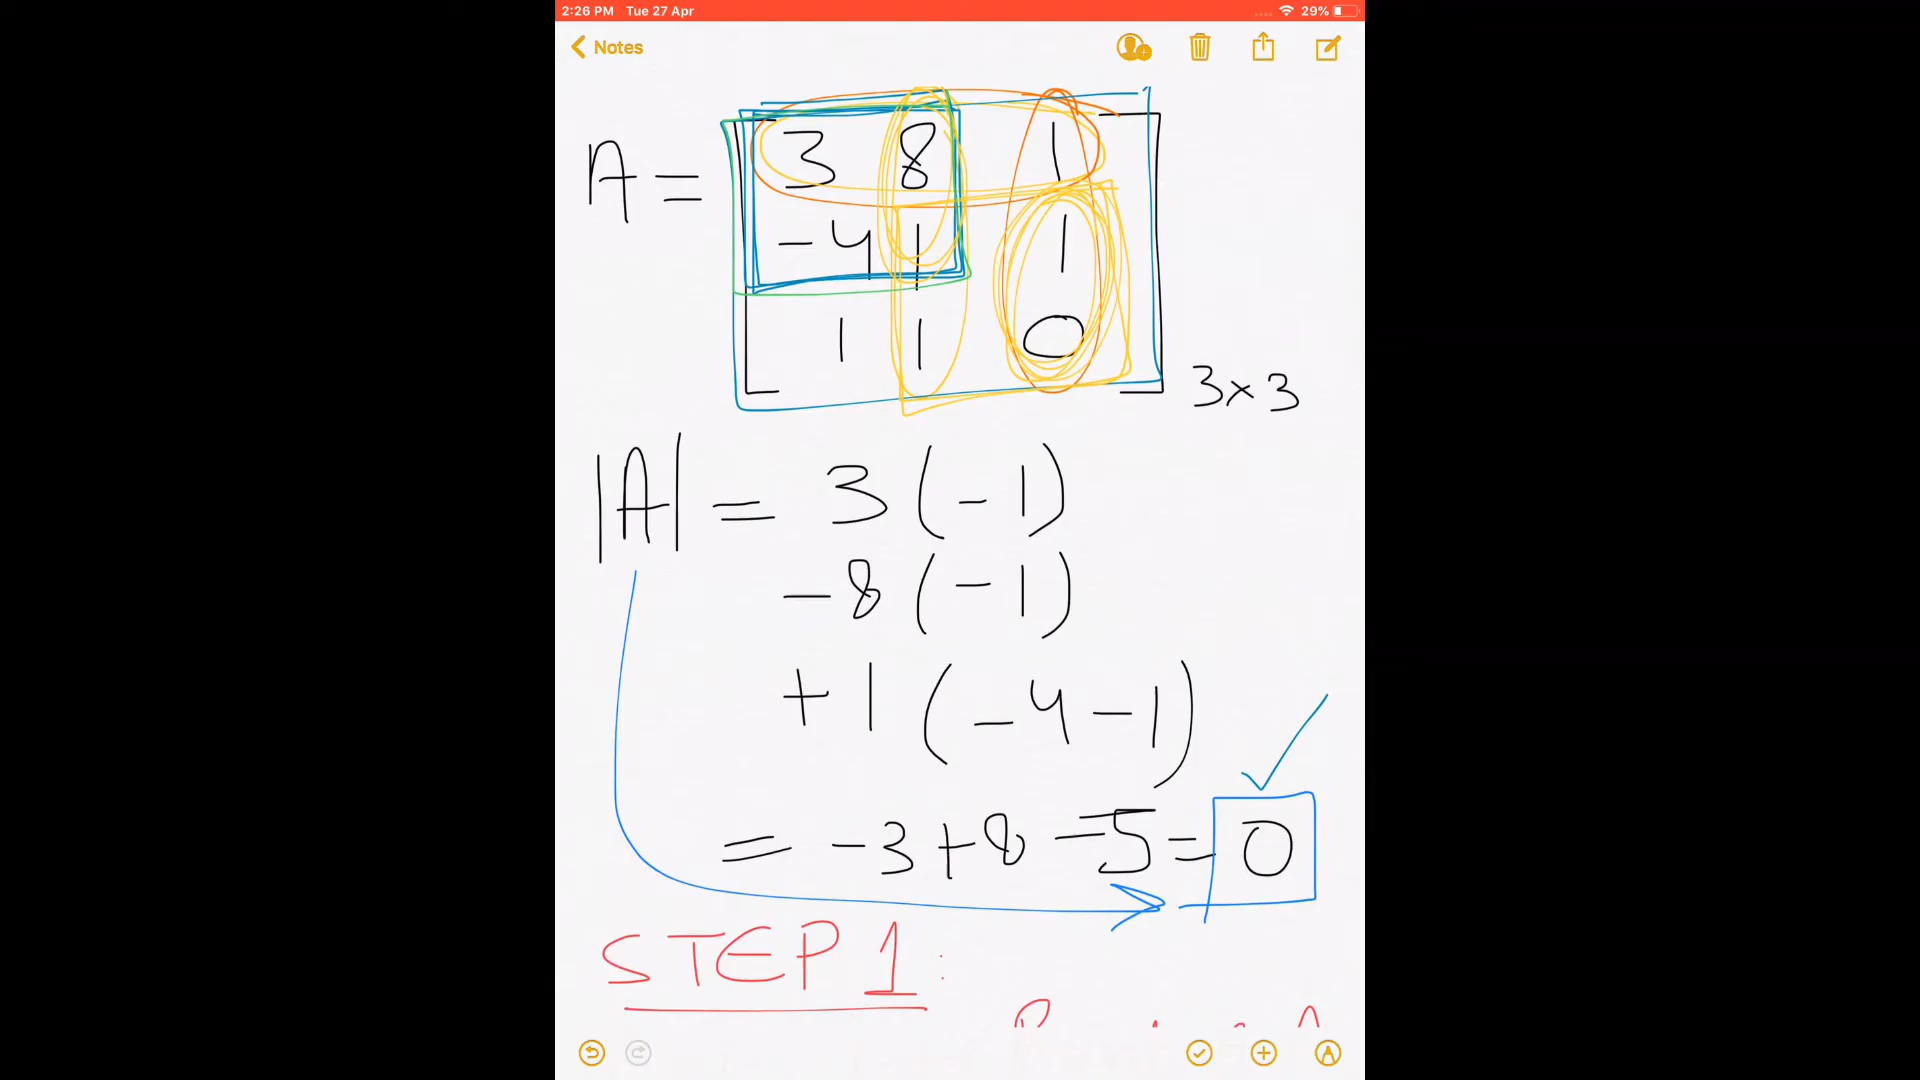 2:26 PM Tue 27 Apr 29%
Notes
A = [ 3 8 1
-4 1 1
1 1 0 ] 3×3
|A| = 3 (-1)
-8 (-1)
+1 (-4-1)
= -3+8 -5 = 0
STEP 1 :